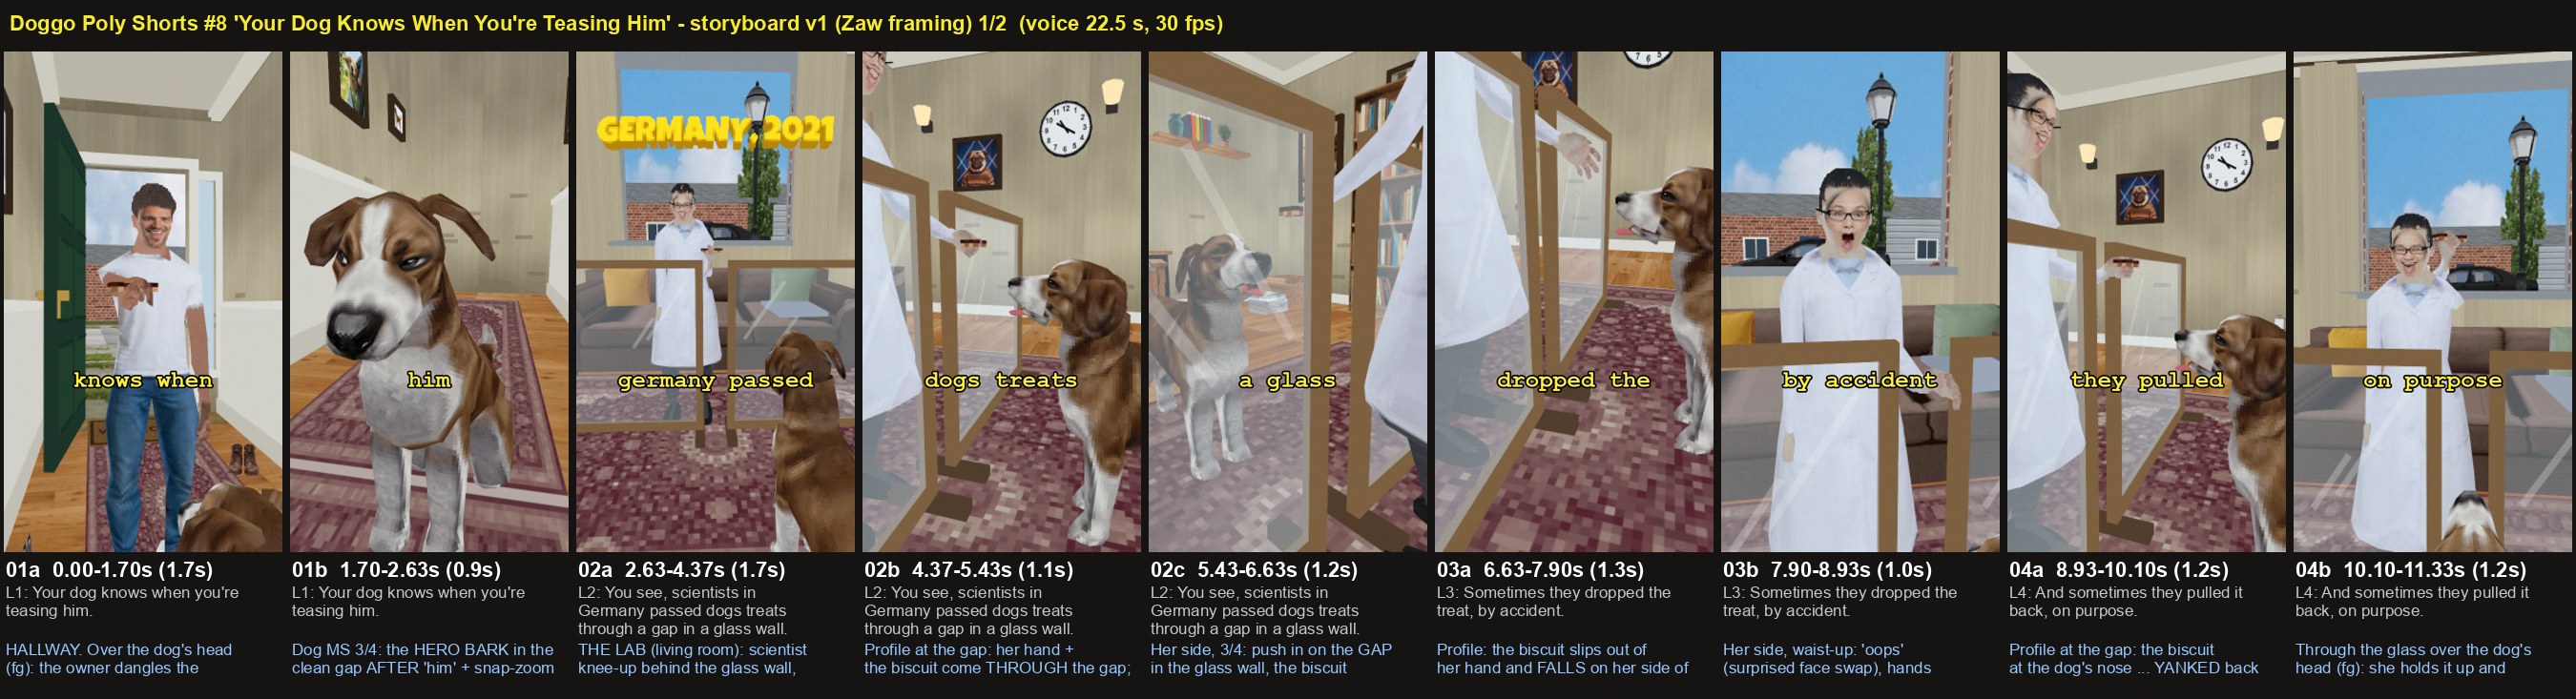 Doggo Poly Shorts #8 'Your Dog Knows When You're Teasing Him' - storyboard v1 (Zaw framing) 1/2  (voice 22.5 s, 30 fps)
knows when
01a  0.00-1.70s (1.7s)
L1: Your dog knows when you're
teasing him.
HALLWAY. Over the dog's head
(fg): the owner dangles the
him
01b  1.70-2.63s (0.9s)
L1: Your dog knows when you're
teasing him.
Dog MS 3/4: the HERO BARK in the
clean gap AFTER 'him' + snap-zoom
GERMANY, 2021
germany passed
02a  2.63-4.37s (1.7s)
L2: You see, scientists in
Germany passed dogs treats
through a gap in a glass wall.
THE LAB (living room): scientist
knee-up behind the glass wall,
dogs treats
02b  4.37-5.43s (1.1s)
L2: You see, scientists in
Germany passed dogs treats
through a gap in a glass wall.
Profile at the gap: her hand +
the biscuit come THROUGH the gap;
a glass
02c  5.43-6.63s (1.2s)
L2: You see, scientists in
Germany passed dogs treats
through a gap in a glass wall.
Her side, 3/4: push in on the GAP
in the glass wall, the biscuit
dropped the
03a  6.63-7.90s (1.3s)
L3: Sometimes they dropped the
treat, by accident.
Profile: the biscuit slips out of
her hand and FALLS on her side of
by accident
03b  7.90-8.93s (1.0s)
L3: Sometimes they dropped the
treat, by accident.
Her side, waist-up: 'oops'
(surprised face swap), hands
they pulled
04a  8.93-10.10s (1.2s)
L4: And sometimes they pulled it
back, on purpose.
Profile at the gap: the biscuit
at the dog's nose ... YANKED back
on purpose
04b  10.10-11.33s (1.2s)
L4: And sometimes they pulled it
back, on purpose.
Through the glass over the dog's
head (fg): she holds it up and